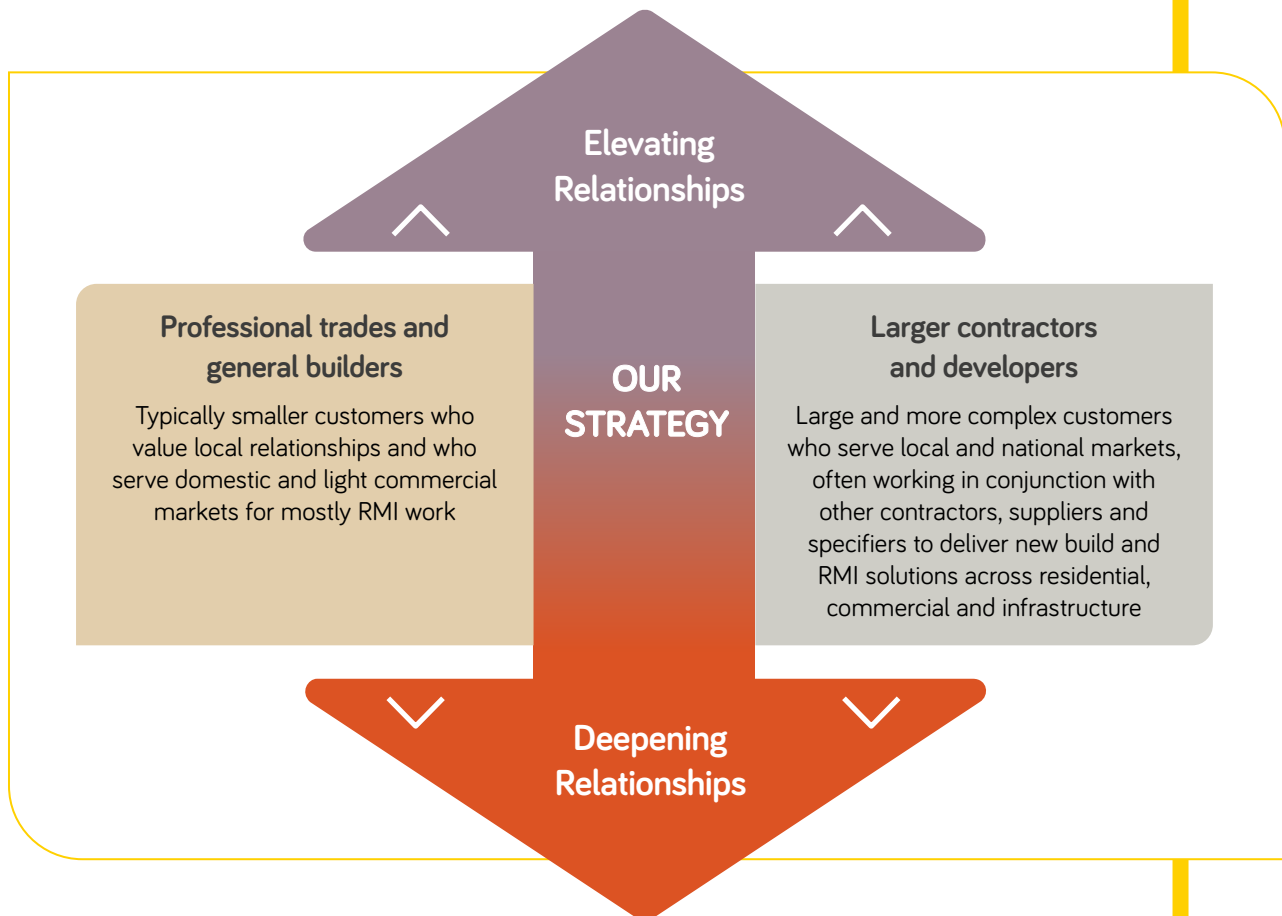 Elevating
Relationships
Professional trades and
general builders
Typically smaller customers who
value local relationships and who
serve domestic and light commercial
markets for mostly RMI work
OUR
STRATEGY
Larger contractors
and developers
Large and more complex customers
who serve local and national markets,
often working in conjunction with
other contractors, suppliers and
specifiers to deliver new build and
RMI solutions across residential,
commercial and infrastructure
Deepening
Relationships